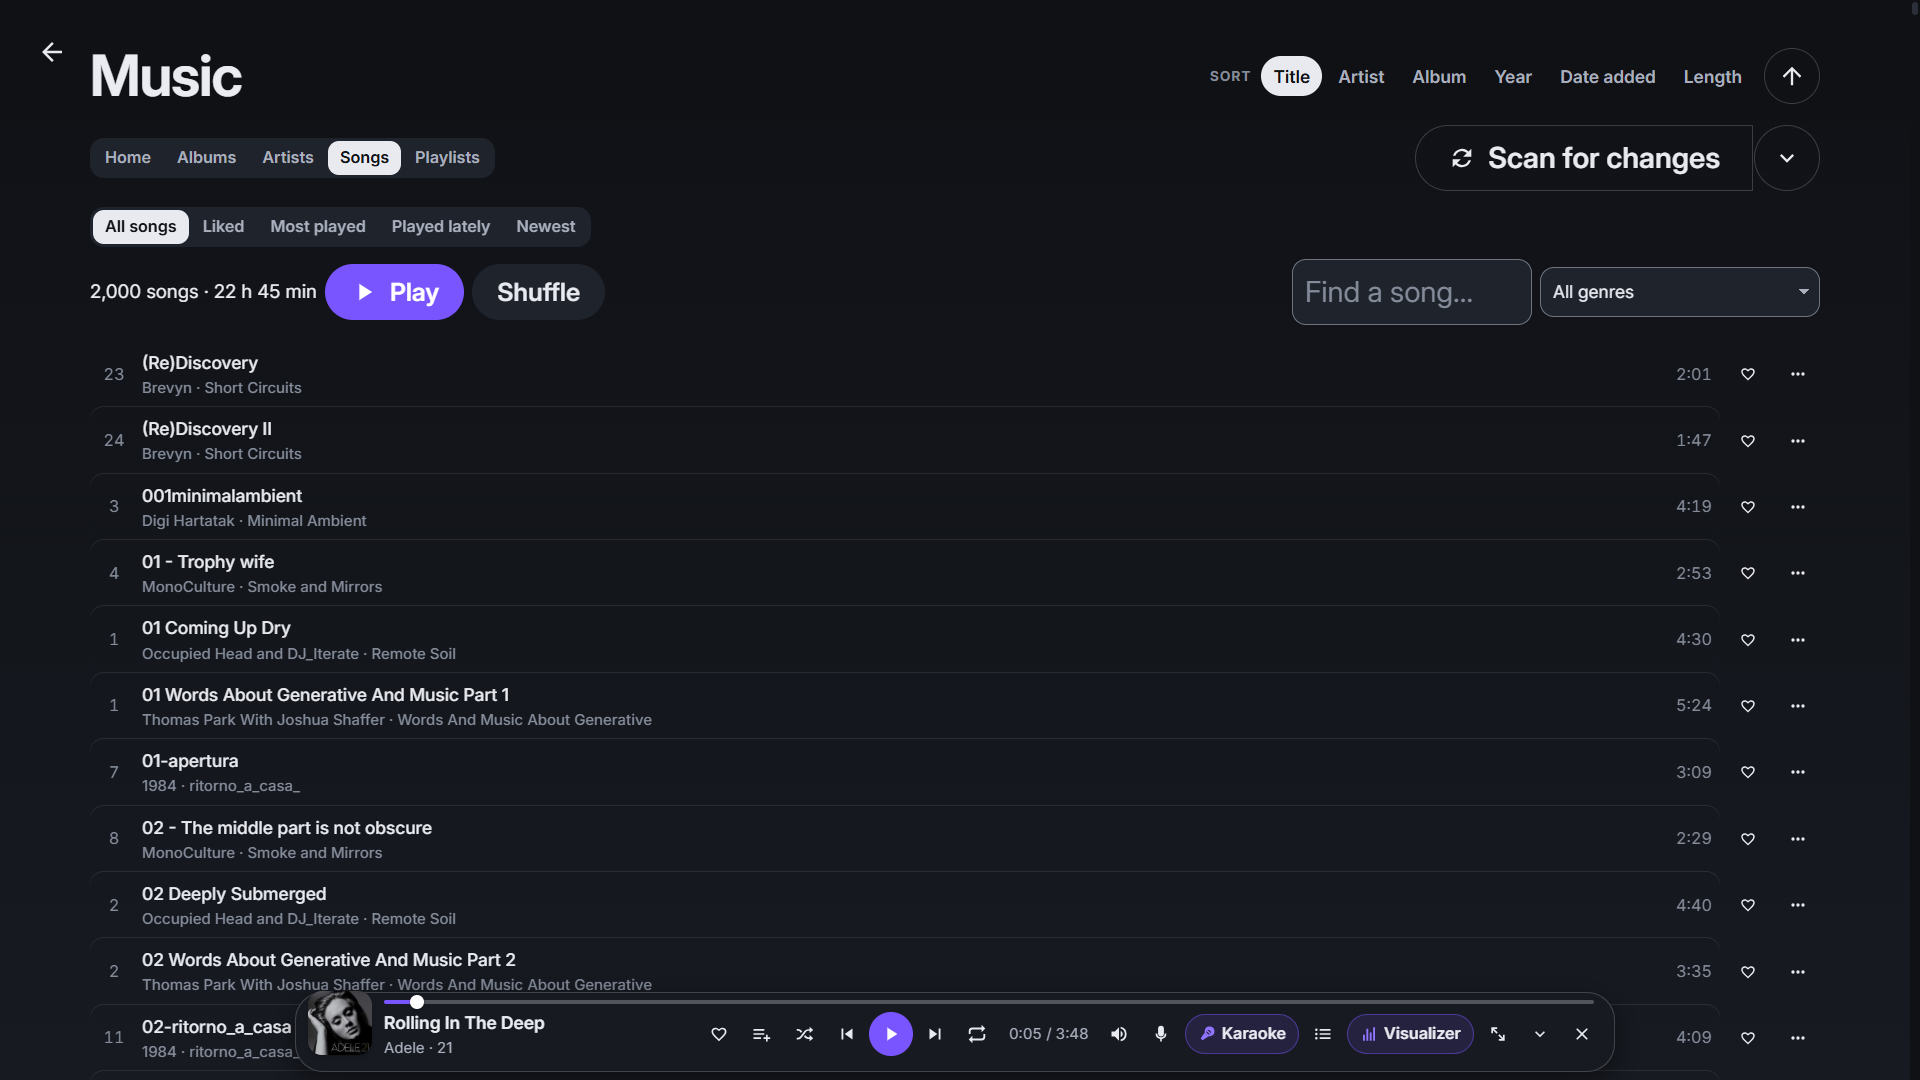 Music
SORT Title Artist Album Year Date added Length
Home Albums Artists Songs Playlists
Scan for changes
All songs Liked Most played Played lately Newest
2,000 songs · 22 h 45 min Play Shuffle
Find a song...
All genres
23 (Re)Discovery 2:01
Brevyn · Short Circuits
24 (Re)Discovery II 1:47
Brevyn · Short Circuits
3 001minimalambient 4:19
Digi Hartatak · Minimal Ambient
4 01 - Trophy wife 2:53
MonoCulture · Smoke and Mirrors
1 01 Coming Up Dry 4:30
Occupied Head and DJ_Iterate · Remote Soil
1 01 Words About Generative And Music Part 1 5:24
Thomas Park With Joshua Shaffer · Words And Music About Generative
7 01-apertura 3:09
1984 · ritorno_a_casa_
8 02 - The middle part is not obscure 2:29
MonoCulture · Smoke and Mirrors
2 02 Deeply Submerged 4:40
Occupied Head and DJ_Iterate · Remote Soil
2 02 Words About Generative And Music Part 2 3:35
Thomas Park With Joshua Shaffer · Words And Music About Generative
11 02-ritorno_a_casa 4:09
1984 · ritorno_a_casa_
ADELE 21
Rolling In The Deep
Adele · 21
0:05 / 3:48
Karaoke
Visualizer